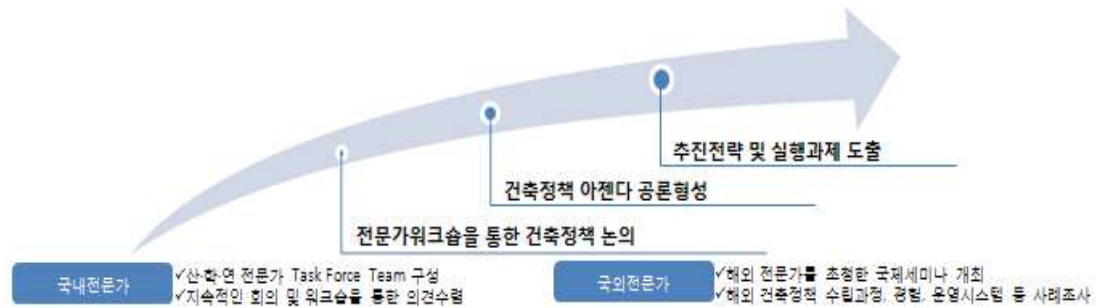 추진전략 및 실행과제 도출
건축정책 아젠다 공론형성
전문가워크숍을 통한 건축정책 논의
국내전문가
✓산·학·연 전문가 Task Force Team 구성
✓지속적인 회의 및 워크숍을 통한 의견수렴
국외전문가
✓해외 전문가를 초청한 국제세미나 개최
✓해외 건축정책 수립과정, 경험, 운영시스템 등 사례조사